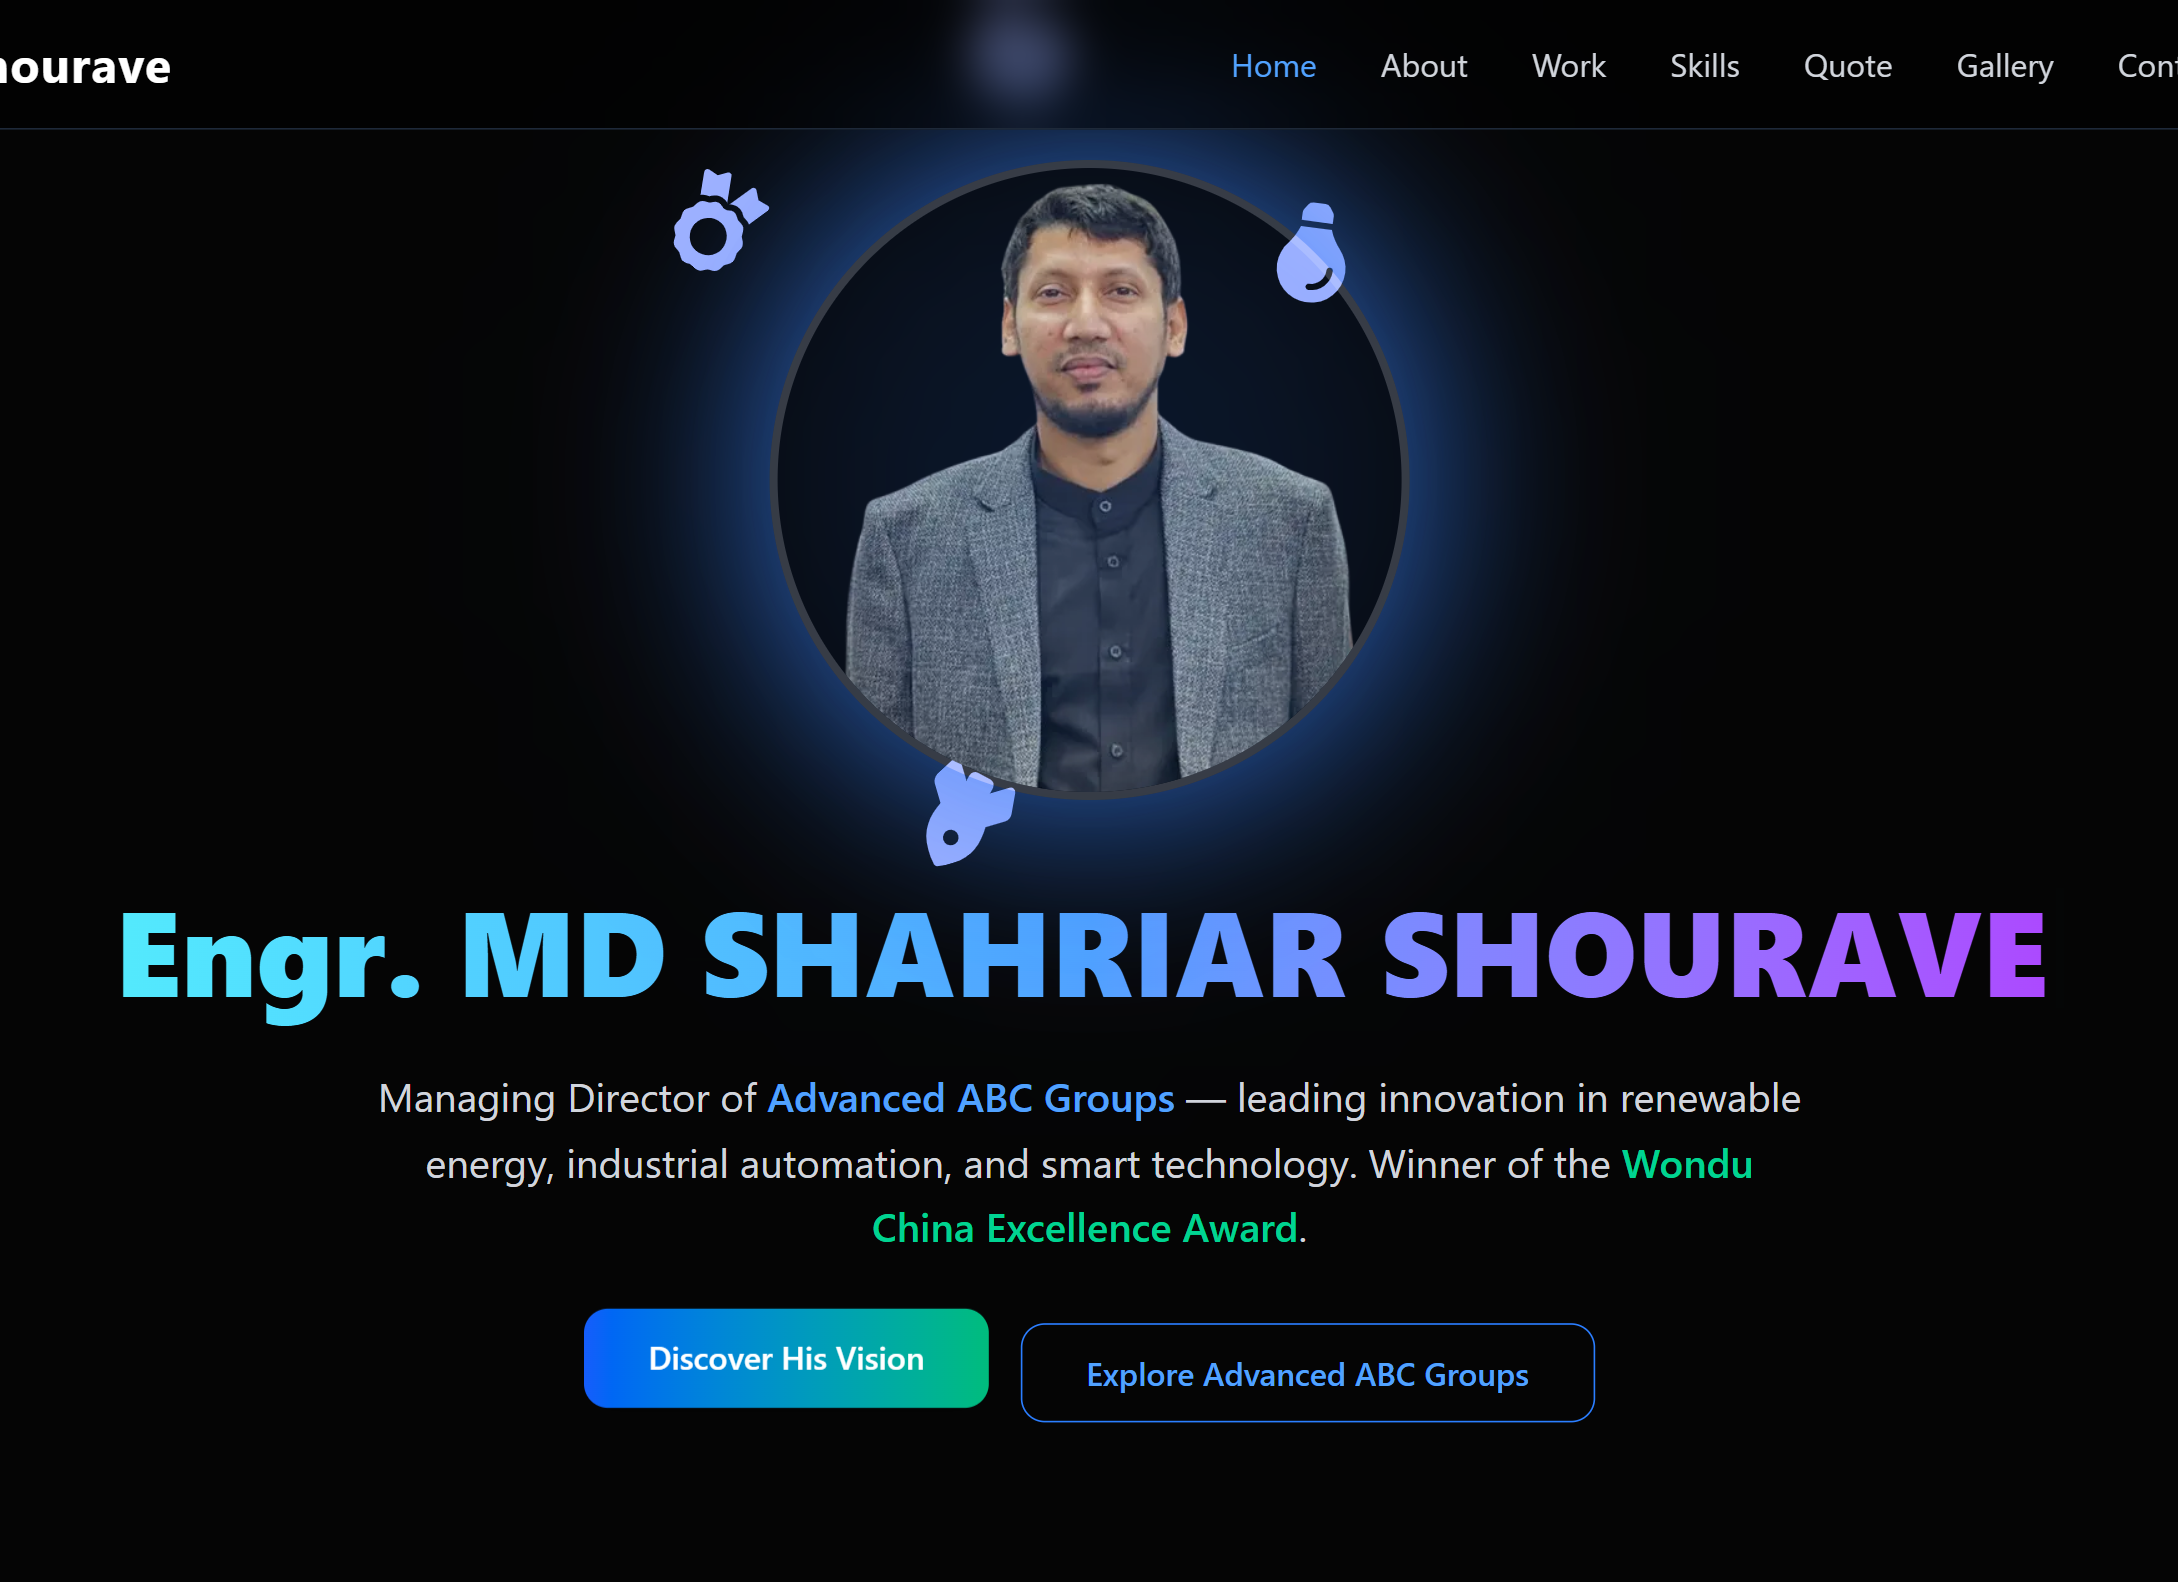 hourave
Home About Work Skills Quote Gallery Cont
Engr. MD SHAHRIAR SHOURAVE
Managing Director of Advanced ABC Groups — leading innovation in renewable
energy, industrial automation, and smart technology. Winner of the Wondu
China Excellence Award.
Discover His Vision
Explore Advanced ABC Groups